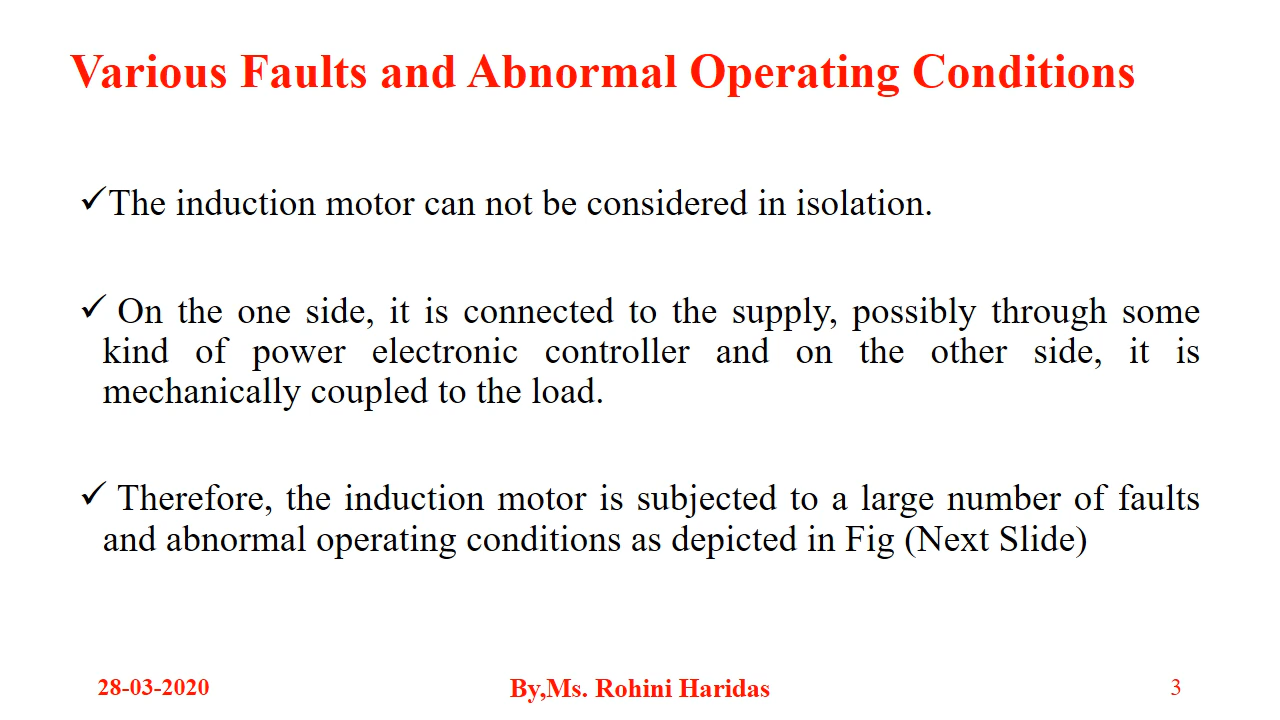 Various Faults and Abnormal Operating Conditions
✓The induction motor can not be considered in isolation.
✓ On the one side, it is connected to the supply, possibly through some
kind of power electronic controller and on the other side, it is
mechanically coupled to the load.
✓ Therefore, the induction motor is subjected to a large number of faults
and abnormal operating conditions as depicted in Fig (Next Slide)
28-03-2020
By,Ms. Rohini Haridas
3